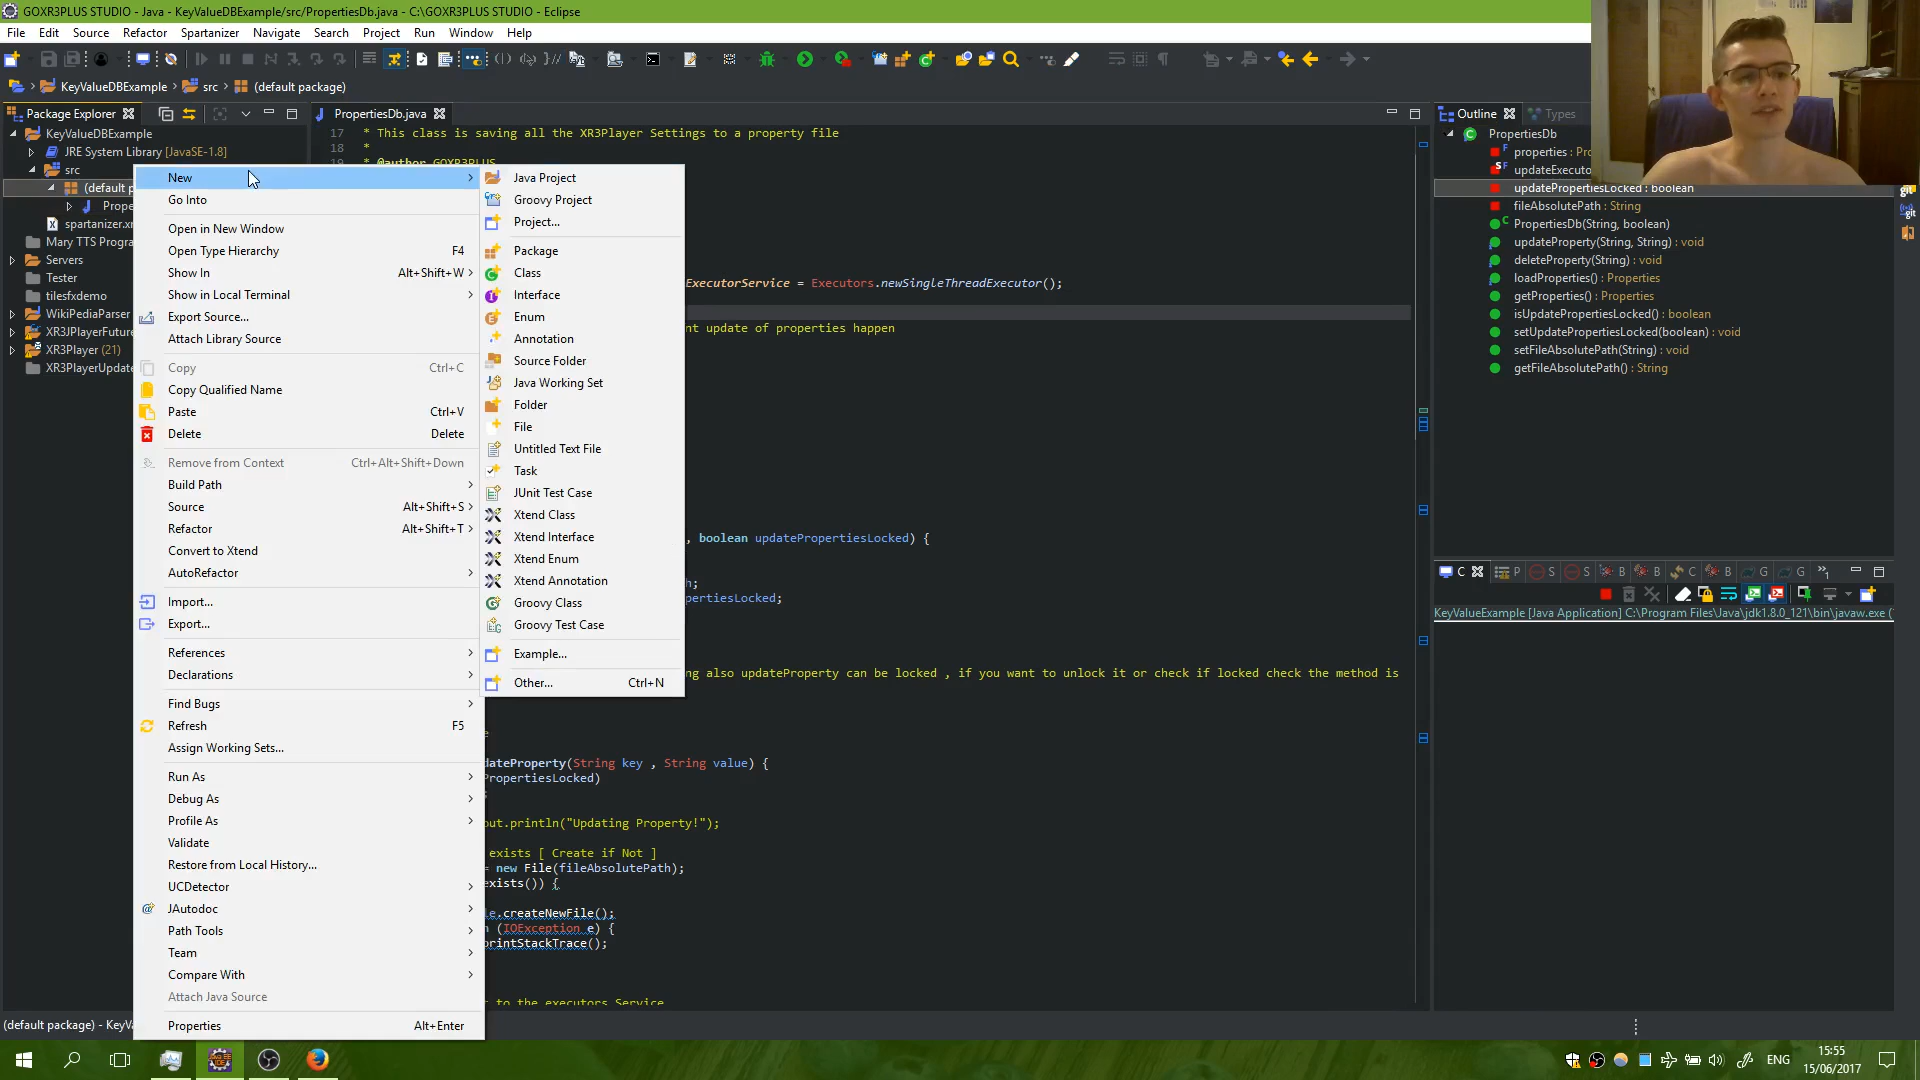 GOXR3PLUS STUDIO - Java - KeyValueDBExample/src/PropertiesDb.java - C:\GOXR3PLUS STUDIO - Eclipse
File Edit Source Refactor Spartanizer Navigate Search Project Run Window Help
KeyValueDBExample src (default package)
Package Explorer
KeyValueDBExample
JRE System Library [JavaSE-1.8]
src
(default p
Prope
spartanizer.xm
Mary TTS Progra
Servers
Tester
tilesfxdemo
WikiPediaParser
XR3JPlayerFuture
XR3Player (21)
XR3PlayerUpdate
New
Go Into
Open in New Window
Open Type Hierarchy F4
Show In Alt+Shift+W
Show in Local Terminal
Export Source...
Attach Library Source
Copy Ctrl+C
Copy Qualified Name
Paste Ctrl+V
Delete Delete
Remove from Context Ctrl+Alt+Shift+Down
Build Path
Source Alt+Shift+S
Refactor Alt+Shift+T
Convert to Xtend
AutoRefactor
Import...
Export...
References
Declarations
Find Bugs
Refresh F5
Assign Working Sets...
Run As
Debug As
Profile As
Validate
Restore from Local History...
UCDetector
JAutodoc
Path Tools
Team
Compare With
Attach Java Source
Properties Alt+Enter
Java Project
Groovy Project
Project...
Package
Class
Interface
Enum
Annotation
Source Folder
Java Working Set
Folder
File
Untitled Text File
Task
JUnit Test Case
Xtend Class
Xtend Interface
Xtend Enum
Xtend Annotation
Groovy Class
Groovy Test Case
Example...
Other... Ctrl+N
PropertiesDb.java
17 * This class is saving all the XR3Player Settings to a property file
18 *
19 * @author GOXR3PLUS
ExecutorService = Executors.newSingleThreadExecutor();
nt update of properties happen
, boolean updatePropertiesLocked) {
h;
pertiesLocked;
ng also updateProperty can be locked , if you want to unlock it or check if locked check the method is
e
dateProperty(String key , String value) {
PropertiesLocked)
;
out.println("Updating Property!");
exists [ Create if Not ]
= new File(fileAbsolutePath);
exists()) {
le.createNewFile();
h (IOException e) {
printStackTrace();
t to the executors Service
Outline Types
PropertiesDb
properties : Pro
updateExecuto
updatePropertiesLocked : boolean
fileAbsolutePath : String
PropertiesDb(String, boolean)
updateProperty(String, String) : void
deleteProperty(String) : void
loadProperties() : Properties
getProperties() : Properties
isUpdatePropertiesLocked() : boolean
setUpdatePropertiesLocked(boolean) : void
setFileAbsolutePath(String) : void
getFileAbsolutePath() : String
C P S S B B C B G G
KeyValueExample [Java Application] C:\Program Files\Java\jdk1.8.0_121\bin\javaw.exe (
(default package) - KeyV
ENG
15:55
15/06/2017